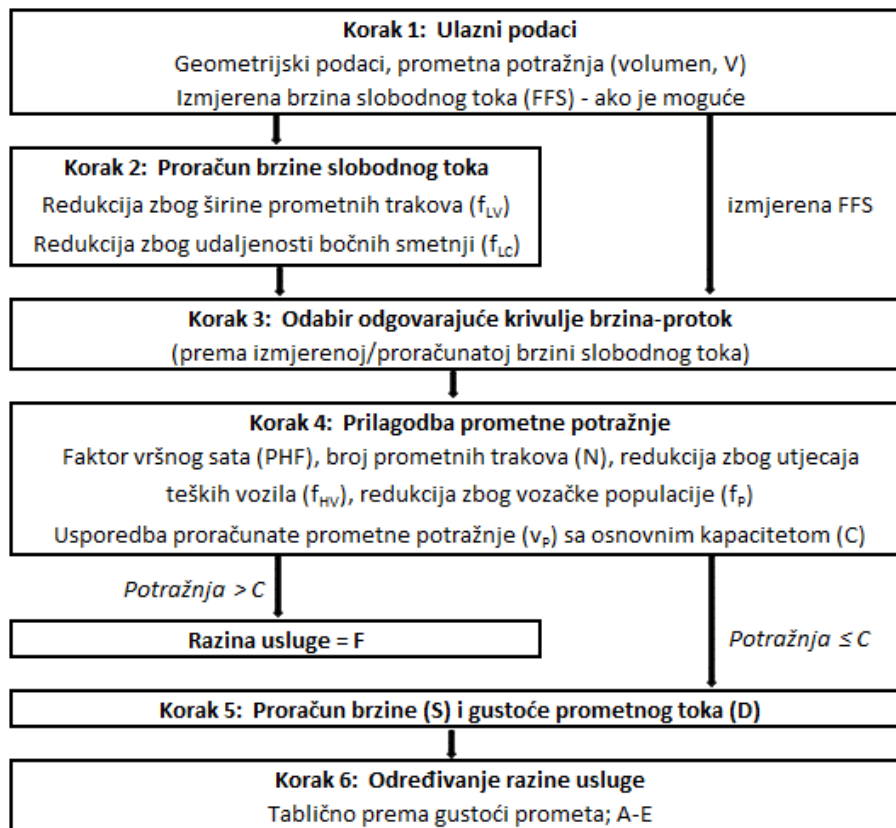 Korak 1: Ulazni podaci
Geometrijski podaci, prometna potražnja (volumen, V)
Izmjerena brzina slobodnog toka (FFS) - ako je moguće
Korak 2: Proračun brzine slobodnog toka
Redukcija zbog širine prometnih trakova (f_LV)
Redukcija zbog udaljenosti bočnih smetnji (f_LC)
izmjerena FFS
Korak 3: Odabir odgovarajuće krivulje brzina-protok
(prema izmjerenoj/proračunatoj brzini slobodnog toka)
Korak 4: Prilagodba prometne potražnje
Faktor vršnog sata (PHF), broj prometnih trakova (N), redukcija zbog utjecaja
teških vozila (f_HV), redukcija zbog vozačke populacije (f_P)
Usporedba proračunate prometne potražnje (v_P) sa osnovnim kapacitetom (C)
Potražnja > C
Razina usluge = F
Potražnja ≤ C
Korak 5: Proračun brzine (S) i gustoće prometnog toka (D)
Korak 6: Određivanje razine usluge
Tablično prema gustoći prometa; A-E